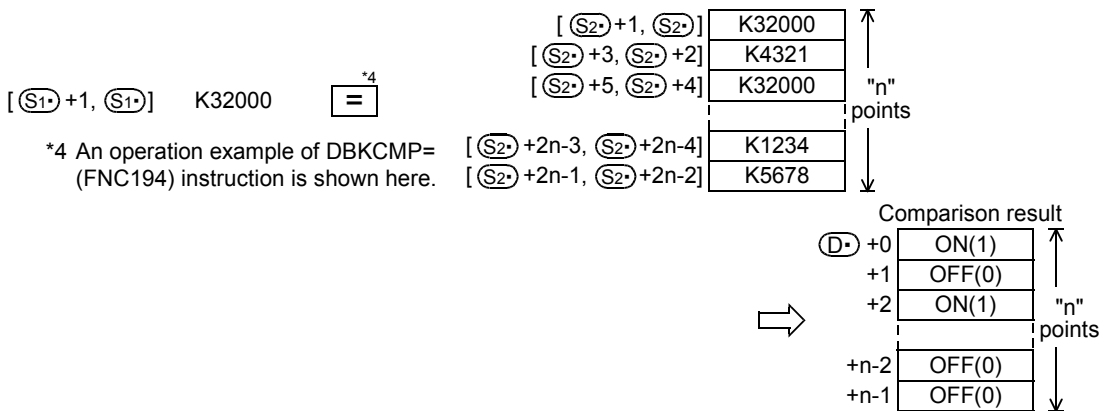 [ (S2•) +1, (S2•) ] K32000
[ (S2•) +3, (S2•) +2] K4321
[ (S2•) +5, (S2•) +4] K32000
"n"
points
[ (S1•) +1, (S1•) ] K32000 = *4
*4 An operation example of DBKCMP=
(FNC194) instruction is shown here.
[ (S2•) +2n-3, (S2•) +2n-4] K1234
[ (S2•) +2n-1, (S2•) +2n-2] K5678
Comparison result
(D•) +0 ON(1)
+1 OFF(0)
+2 ON(1)
"n"
points
+n-2 OFF(0)
+n-1 OFF(0)